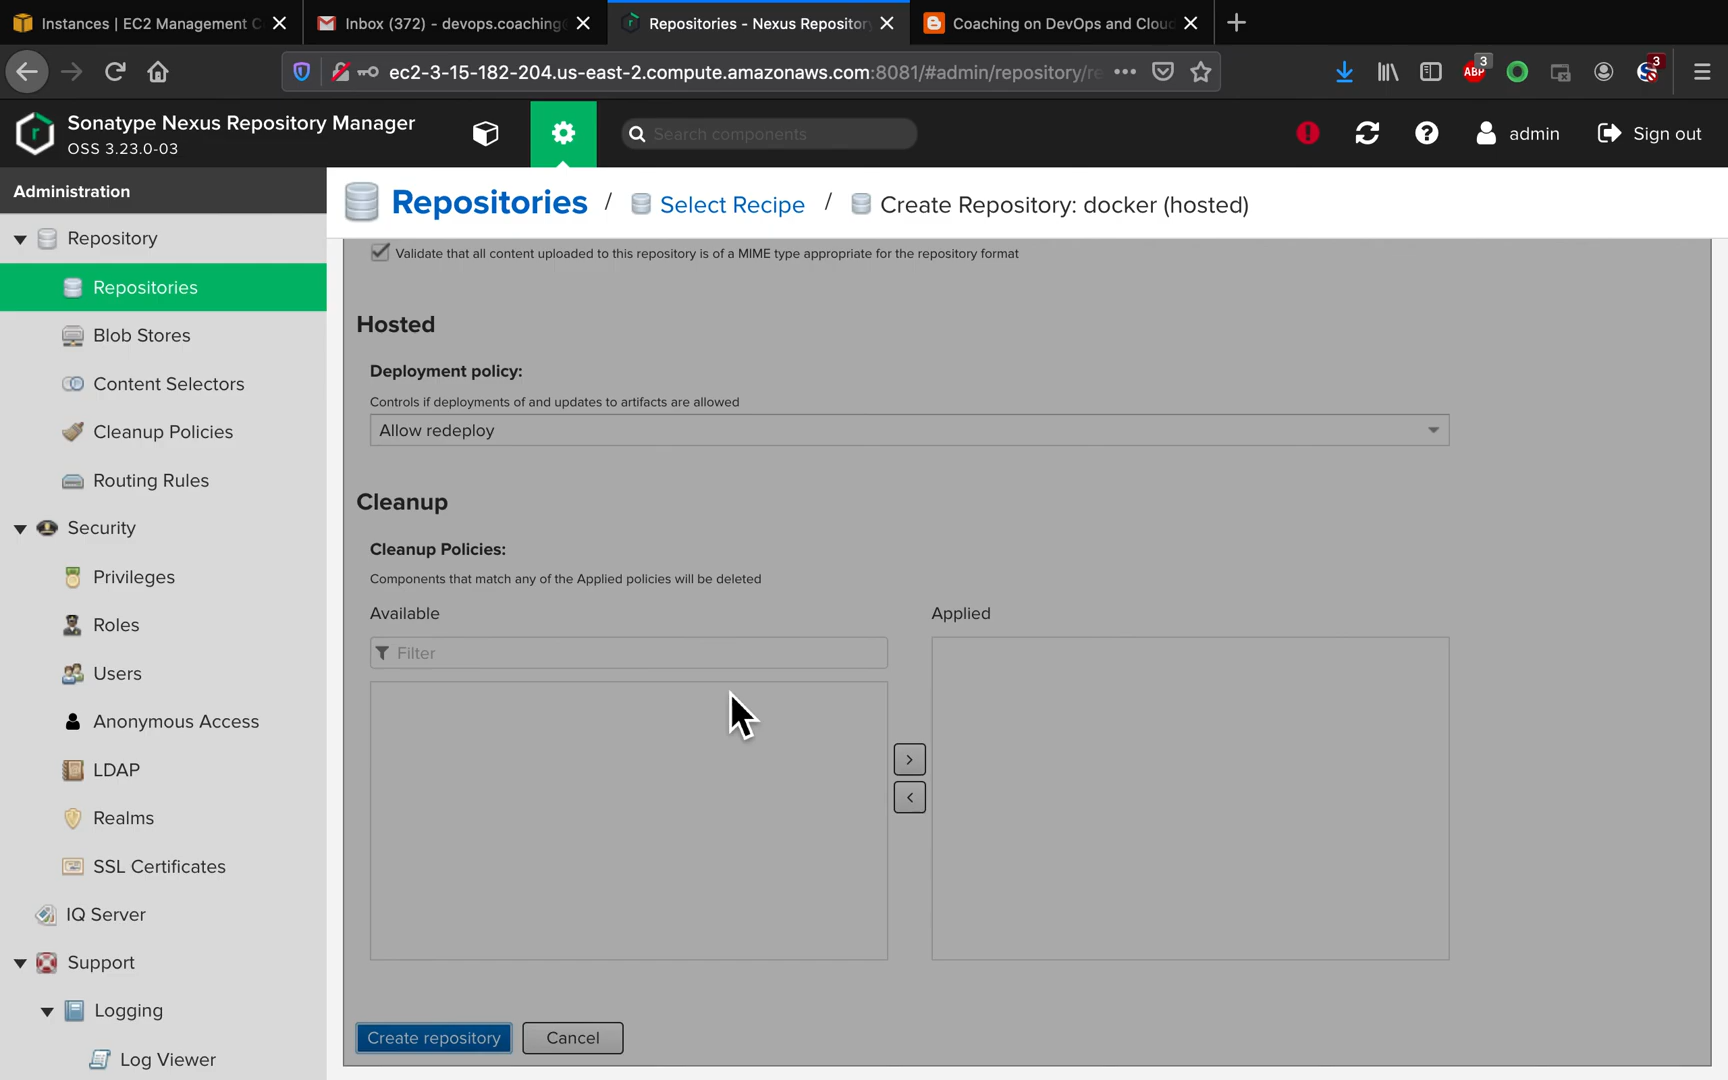 Instances | EC2 Management C
Inbox (372) - devops.coaching@
Repositories - Nexus Repository
Coaching on DevOps and Cloud
ec2-3-15-182-204.us-east-2.compute.amazonaws.com:8081/#admin/repository/re
ABP
3
3
Sonatype Nexus Repository Manager
OSS 3.23.0-03
Search components
admin
Sign out
Administration
Repositories / Select Recipe / Create Repository: docker (hosted)
Repository
Repositories
Blob Stores
Content Selectors
Cleanup Policies
Routing Rules
Security
Privileges
Roles
Users
Anonymous Access
LDAP
Realms
SSL Certificates
IQ Server
Support
Logging
Log Viewer
Validate that all content uploaded to this repository is of a MIME type appropriate for the repository format
Hosted
Deployment policy:
Controls if deployments of and updates to artifacts are allowed
Allow redeploy
Cleanup
Cleanup Policies:
Components that match any of the Applied policies will be deleted
Available
Applied
Filter
Create repository
Cancel